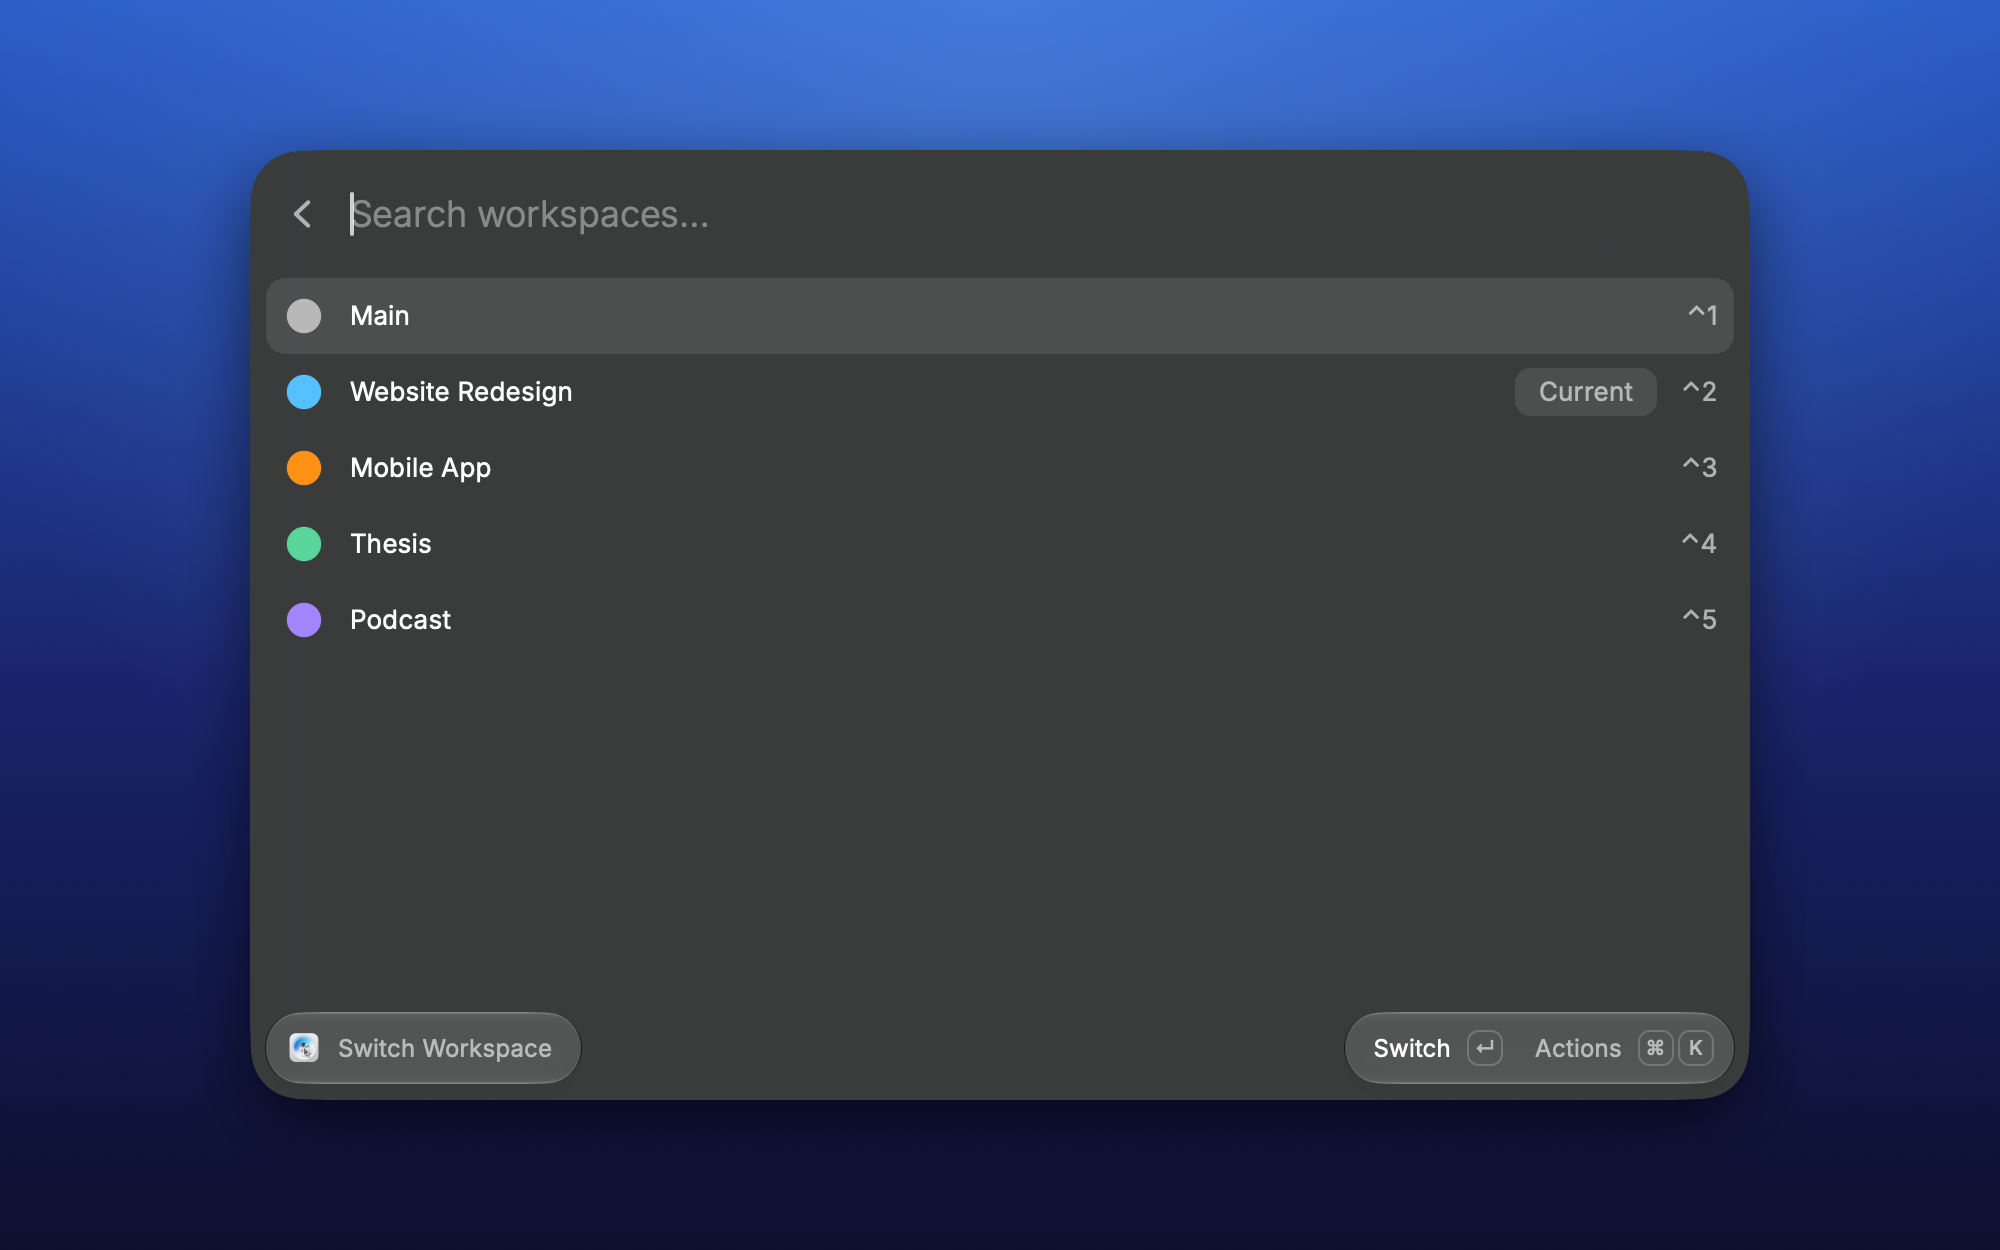 Search workspaces...
Main ^1
Website Redesign Current ^2
Mobile App ^3
Thesis ^4
Podcast ^5
Switch Workspace Switch ↵ Actions ⌘ K